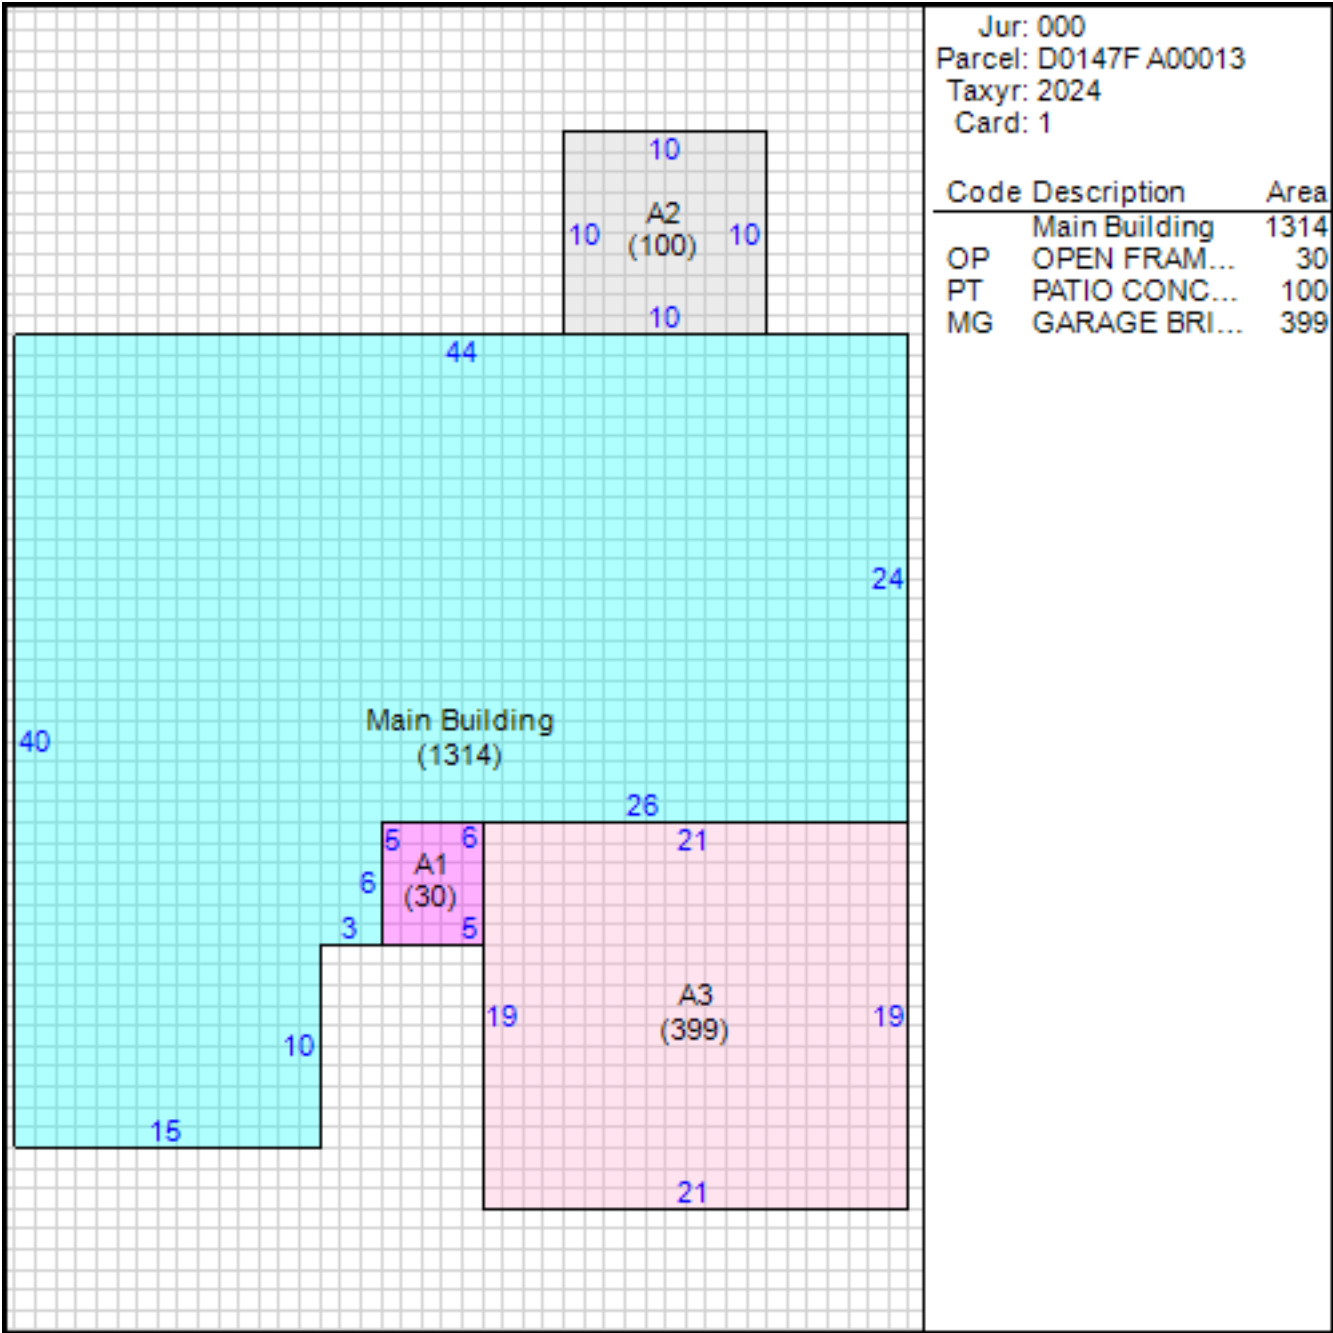 Jur: 000
Parcel: D0147F A00013
Taxyr: 2024
Card: 1
Code Description Area
Main Building 1314
OP OPEN FRAM... 30
PT PATIO CONC... 100
MG GARAGE BRI... 399
10
A2
10 (100) 10
10
44
24
40
Main Building
(1314)
26
5 6
A1
(30)
6
3 5
21
A3
(399)
19 19
10
15
21